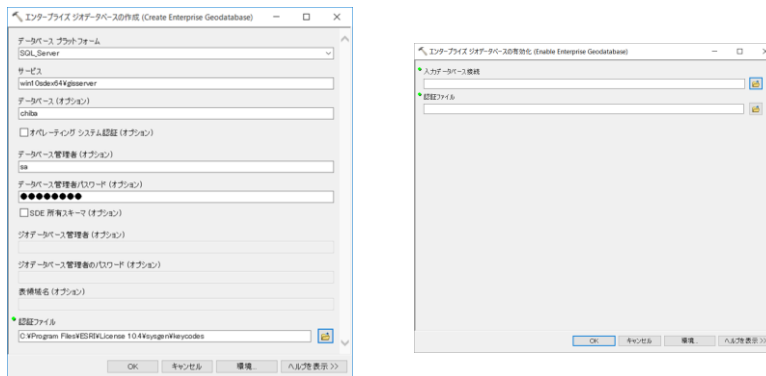 エンタープライズ ジオデータベースの作成 (Create Enterprise Geodatabase)
データベース プラットフォーム
SQL_Server
サービス
win10sdex64¥gisserver
データベース (オプション)
chiba
オペレーティング システム認証 (オプション)
データベース管理者 (オプション)
sa
データベース管理者パスワード (オプション)
●●●●●●●●
SDE 所有スキーマ (オプション)
ジオデータベース管理者 (オプション)
ジオデータベース管理者のパスワード (オプション)
表領域名 (オプション)
認証ファイル
C:¥Program Files¥ESRI¥License 10.4¥sysgen¥keycodes
OK キャンセル 環境... ヘルプを表示 >>
エンタープライズ ジオデータベースの有効化 (Enable Enterprise Geodatabase)
入力データベース接続
認証ファイル
OK キャンセル 環境... ヘルプを表示 >>